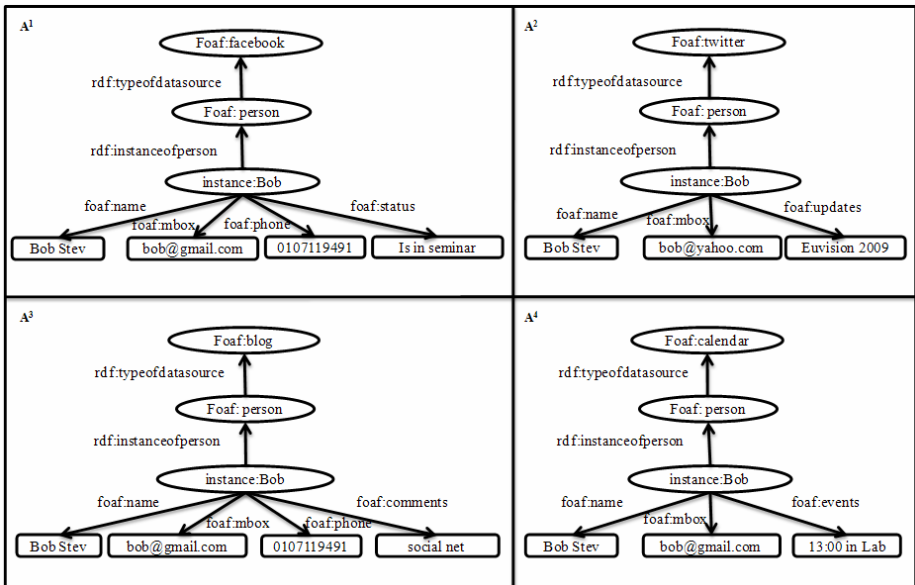 A1
Foaf:facebook
rdf:typeofdatasource
Foaf: person
rdf:instanceofperson
instance:Bob
foaf:name
foaf:mbox
foaf:phone
foaf:status
Bob Stev
bob@gmail.com
0107119491
Is in seminar
A2
Foaf:twitter
rdf:typeofdatasource
Foaf: person
rdf:instanceofperson
instance:Bob
foaf:name
foaf:mbox
foaf:updates
Bob Stev
bob@yahoo.com
Euvision 2009
A3
Foaf:blog
rdf:typeofdatasource
Foaf: person
rdf:instanceofperson
instance:Bob
foaf:name
foaf:mbox
foaf:phone
foaf:comments
Bob Stev
bob@gmail.com
0107119491
social net
A4
Foaf:calendar
rdf:typeofdatasource
Foaf: person
rdf:instanceofperson
instance:Bob
foaf:name
foaf:mbox
foaf:events
Bob Stev
bob@gmail.com
13:00 in Lab